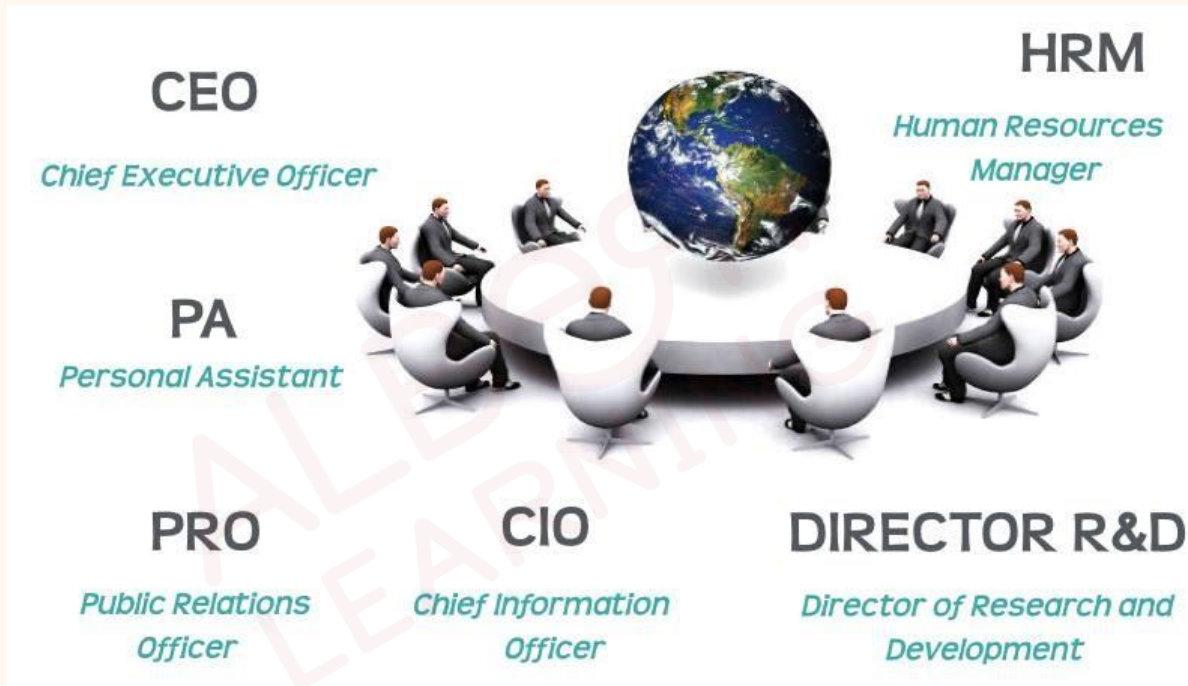 CEO
Chief Executive Officer
HRM
Human Resources
Manager
PA
Personal Assistant
PRO
Public Relations
Officer
CIO
Chief Information
Officer
DIRECTOR R&D
Director of Research and
Development
LEARNING